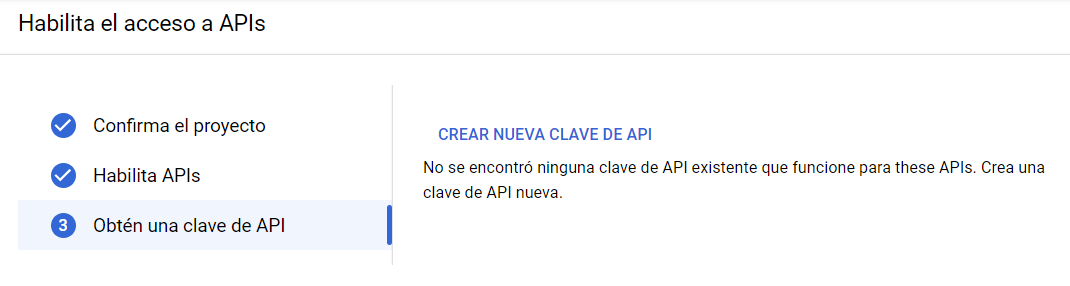 Habilita el acceso a APIs
Confirma el proyecto
Habilita APIs
3 Obtén una clave de API
CREAR NUEVA CLAVE DE API
No se encontró ninguna clave de API existente que funcione para these APIs. Crea una
clave de API nueva.